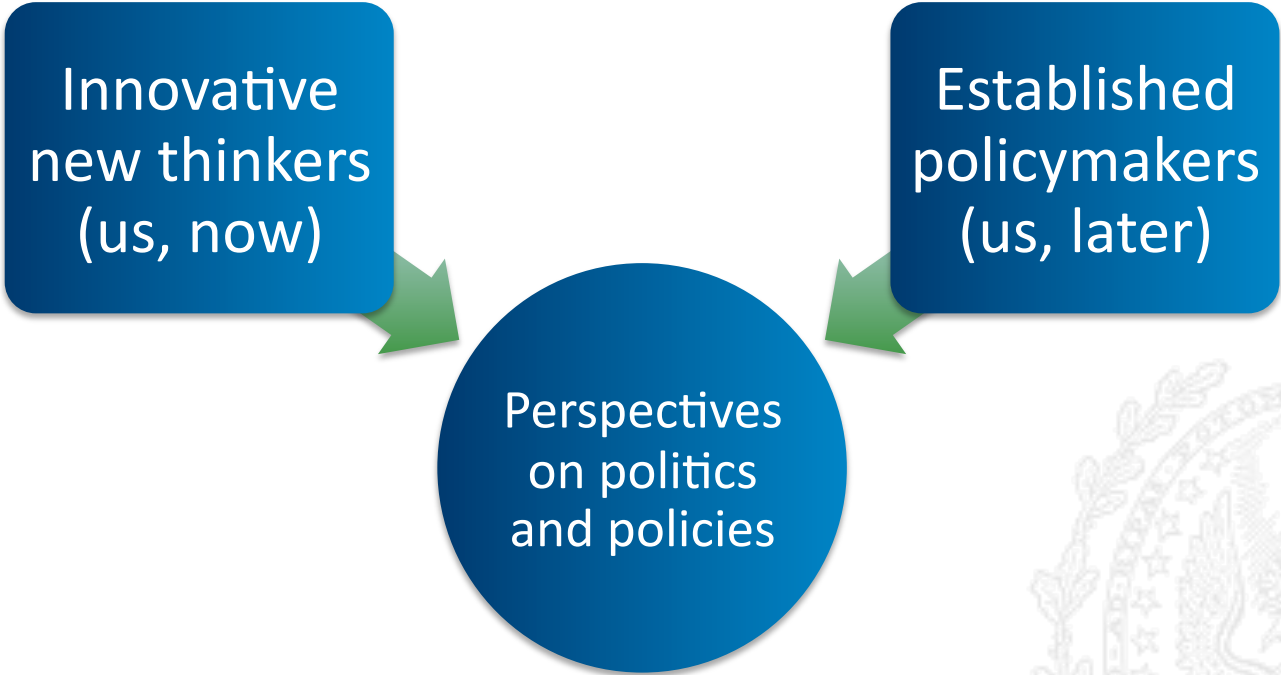 Innovative
new thinkers
(us, now)
Established
policymakers
(us, later)
Perspectives
on politics
and policies